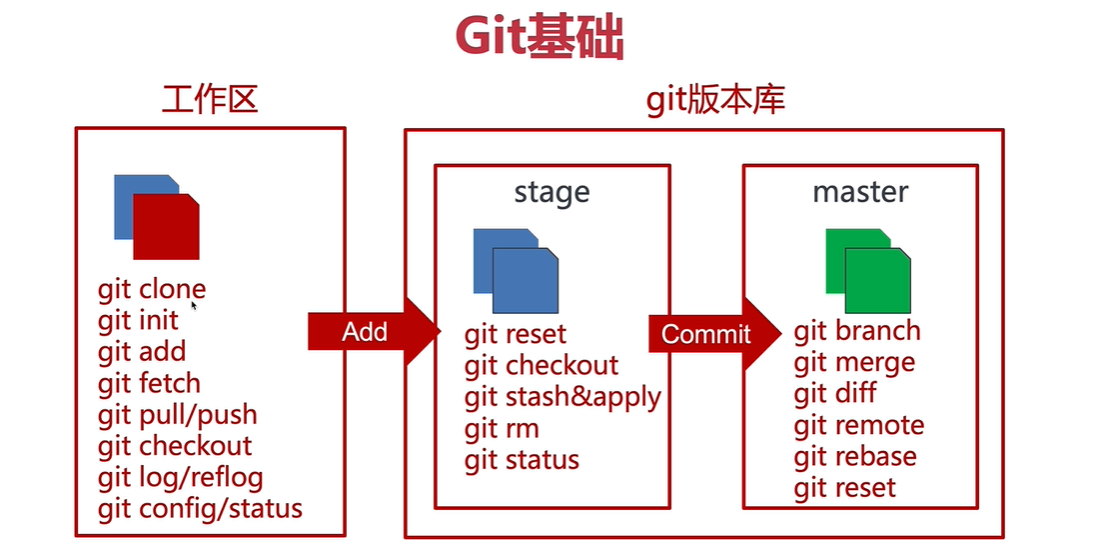 Git基础
工作区
git版本库
git clone
git init
git add
git fetch
git pull/push
git checkout
git log/reflog
git config/status
Add
stage
git reset
git checkout
git stash&apply
git rm
git status
Commit
master
git branch
git merge
git diff
git remote
git rebase
git reset